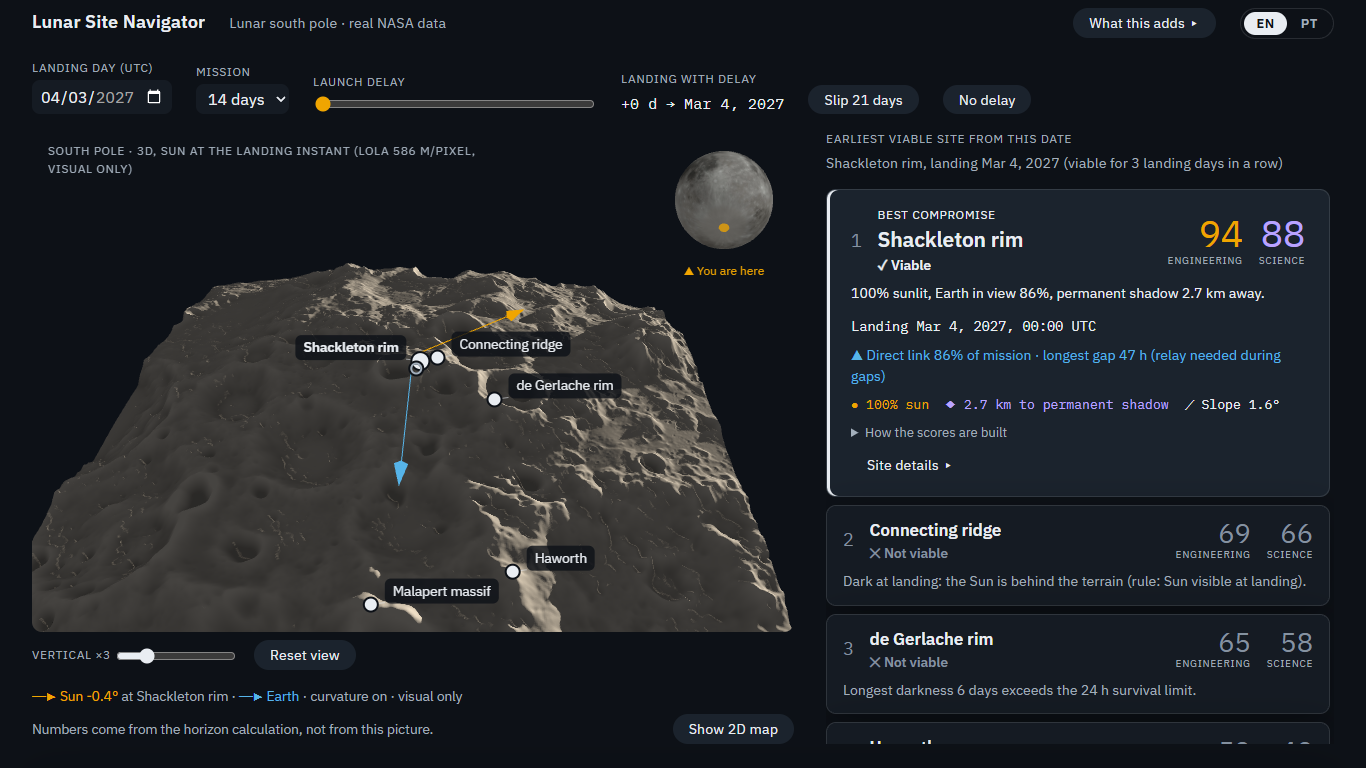 Lunar Site Navigator
Lunar south pole · real NASA data
What this adds ▸
EN PT
LANDING DAY (UTC)
04/03/2027
MISSION
14 days
LAUNCH DELAY
LANDING WITH DELAY
+0 d → Mar 4, 2027
Slip 21 days
No delay
SOUTH POLE · 3D, SUN AT THE LANDING INSTANT (LOLA 586 M/PIXEL,
VISUAL ONLY)
▲ You are here
Shackleton rim
Connecting ridge
de Gerlache rim
Haworth
Malapert massif
VERTICAL ×3
Reset view
Sun -0.4° at Shackleton rim · Earth · curvature on · visual only
Numbers come from the horizon calculation, not from this picture.
Show 2D map
EARLIEST VIABLE SITE FROM THIS DATE
Shackleton rim, landing Mar 4, 2027 (viable for 3 landing days in a row)
BEST COMPROMISE
1 Shackleton rim
✓ Viable
94 88
ENGINEERING SCIENCE
100% sunlit, Earth in view 86%, permanent shadow 2.7 km away.
Landing Mar 4, 2027, 00:00 UTC
▲ Direct link 86% of mission · longest gap 47 h (relay needed during
gaps)
● 100% sun ◆ 2.7 km to permanent shadow ⁄ Slope 1.6°
▶ How the scores are built
Site details ▸
2 Connecting ridge
✕ Not viable
69 66
ENGINEERING SCIENCE
Dark at landing: the Sun is behind the terrain (rule: Sun visible at landing).
3 de Gerlache rim
✕ Not viable
65 58
ENGINEERING SCIENCE
Longest darkness 6 days exceeds the 24 h survival limit.